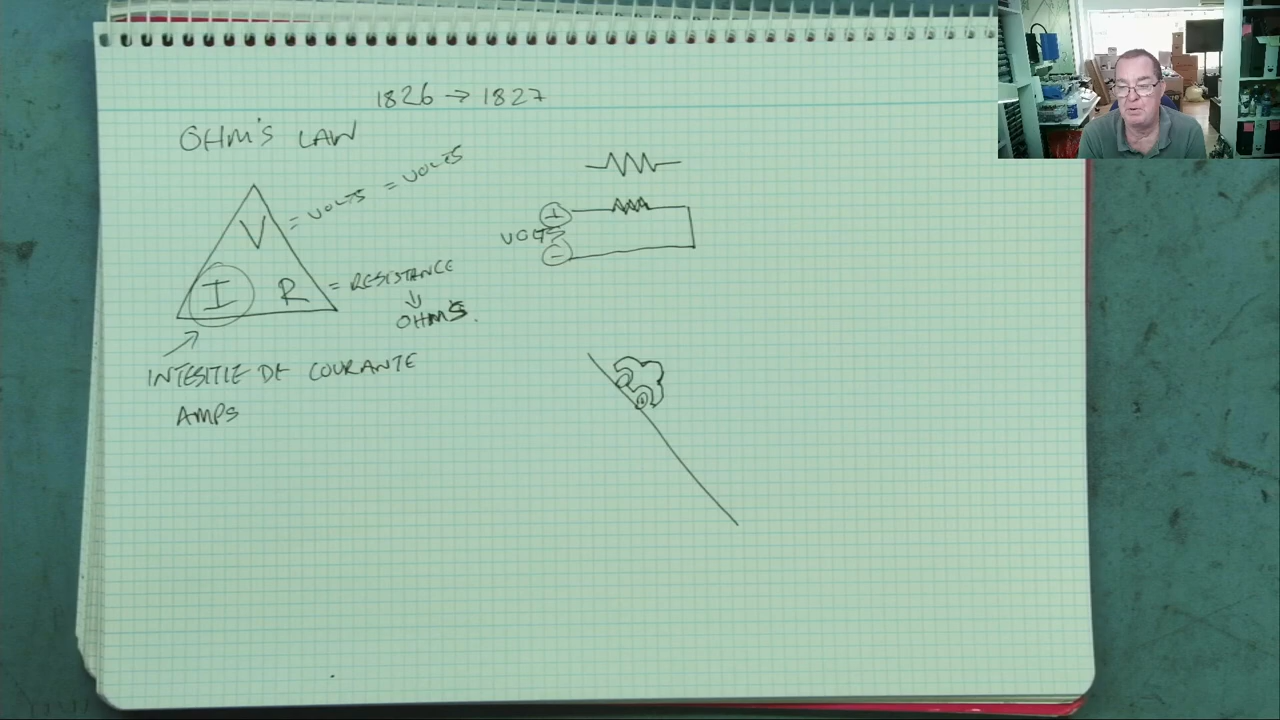 1826 → 1827
OHM'S LAW
V = VOLTS = VOLTS
I R = RESISTANCE
↓
OHMS.
INTESITIE DE COURANTE
AMPS
+
VOLTS
-